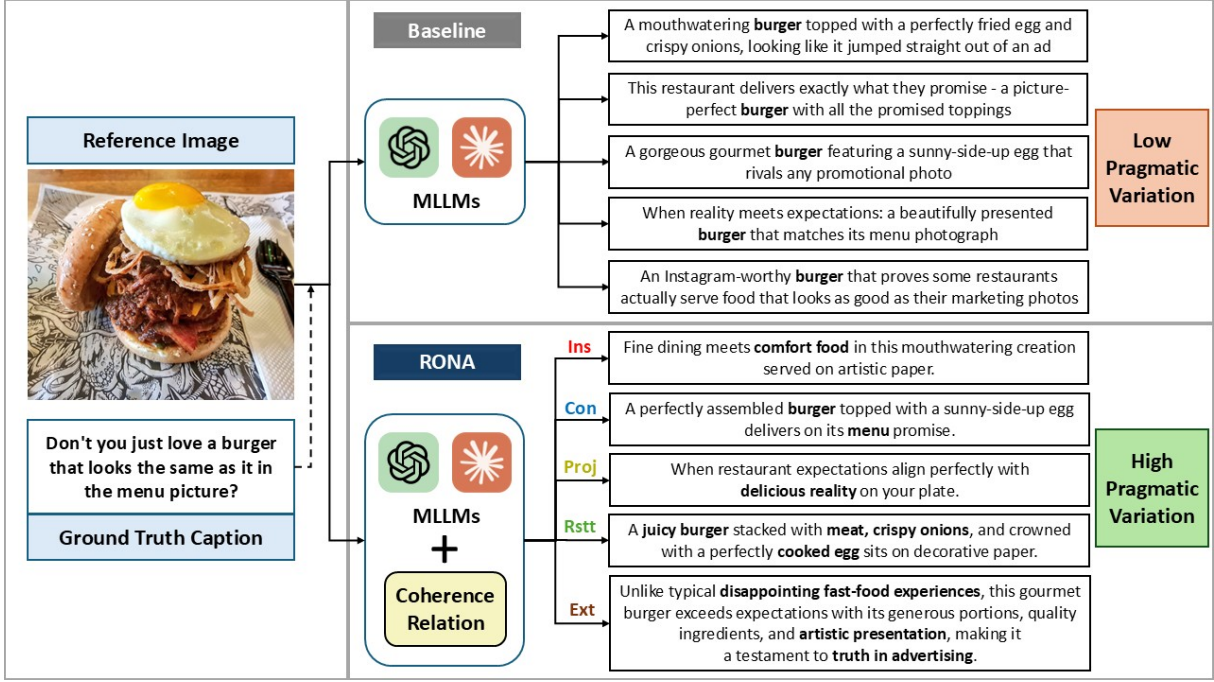 Reference Image
Don't you just love a burger
that looks the same as it in
the menu picture?
Ground Truth Caption
Baseline
MLLMs
A mouthwatering burger topped with a perfectly fried egg and
crispy onions, looking like it jumped straight out of an ad
This restaurant delivers exactly what they promise - a picture-
perfect burger with all the promised toppings
A gorgeous gourmet burger featuring a sunny-side-up egg that
rivals any promotional photo
When reality meets expectations: a beautifully presented
burger that matches its menu photograph
An Instagram-worthy burger that proves some restaurants
actually serve food that looks as good as their marketing photos
Low
Pragmatic
Variation
RONA
MLLMs
+
Coherence
Relation
Ins
Fine dining meets comfort food in this mouthwatering creation
served on artistic paper.
Con
A perfectly assembled burger topped with a sunny-side-up egg
delivers on its menu promise.
Proj
When restaurant expectations align perfectly with
delicious reality on your plate.
Rstt
A juicy burger stacked with meat, crispy onions, and crowned
with a perfectly cooked egg sits on decorative paper.
Ext
Unlike typical disappointing fast-food experiences, this gourmet
burger exceeds expectations with its generous portions, quality
ingredients, and artistic presentation, making it
a testament to truth in advertising.
High
Pragmatic
Variation